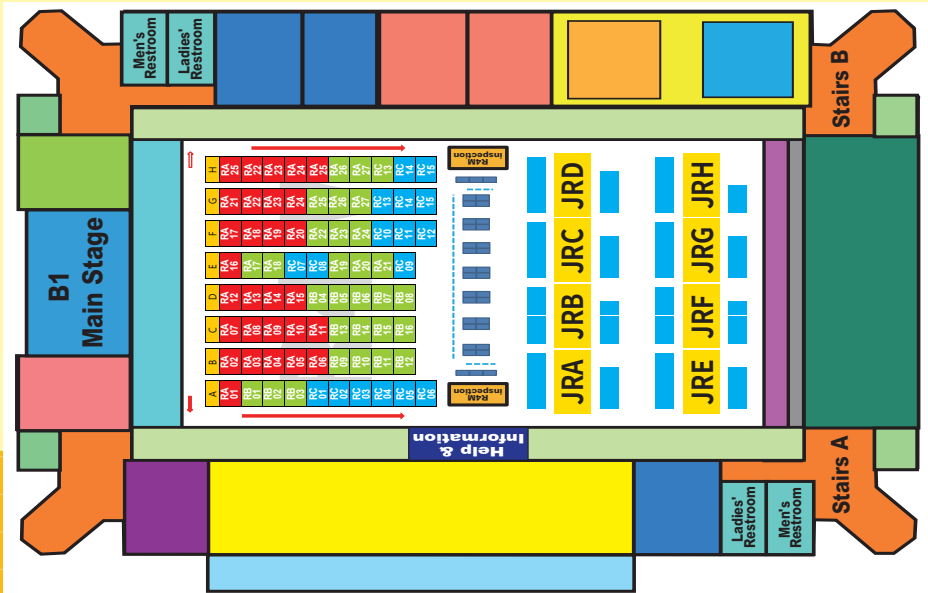 Men's
Restroom
Ladies'
Restroom
Stairs B
B1
Main Stage
H
RA
25
RA
22
RA
23
RA
24
RA
25
RA
26
RA
27
RC
13
RC
14
RC
15
G
RA
21
RA
22
RA
23
RA
24
RA
25
RA
26
RA
27
RC
13
RC
14
RC
15
F
RA
17
RA
18
RA
19
RA
20
RA
22
RA
23
RA
24
RC
10
RC
11
RC
12
E
RA
16
RA
17
RA
18
RC
07
RC
08
RA
19
RA
20
RA
21
RC
09
D
RA
12
RA
13
RA
14
RA
15
RB
04
RB
05
RB
06
RB
07
RB
08
C
RA
07
RA
08
RA
09
RA
10
RA
11
RB
13
RB
14
RB
15
RB
16
B
RA
02
RA
03
RA
04
RA
05
RA
06
RB
09
RB
10
RB
11
RB
12
A
RA
01
RB
01
RB
02
RB
03
RC
01
RC
02
RC
03
RC
04
RC
05
RC
06
R4M
inspection
R4M
inspection
JRD
JRH
JRC
JRG
JRB
JRF
JRA
JRE
Help &
Information
Stairs A
Ladies'
Restroom
Men's
Restroom